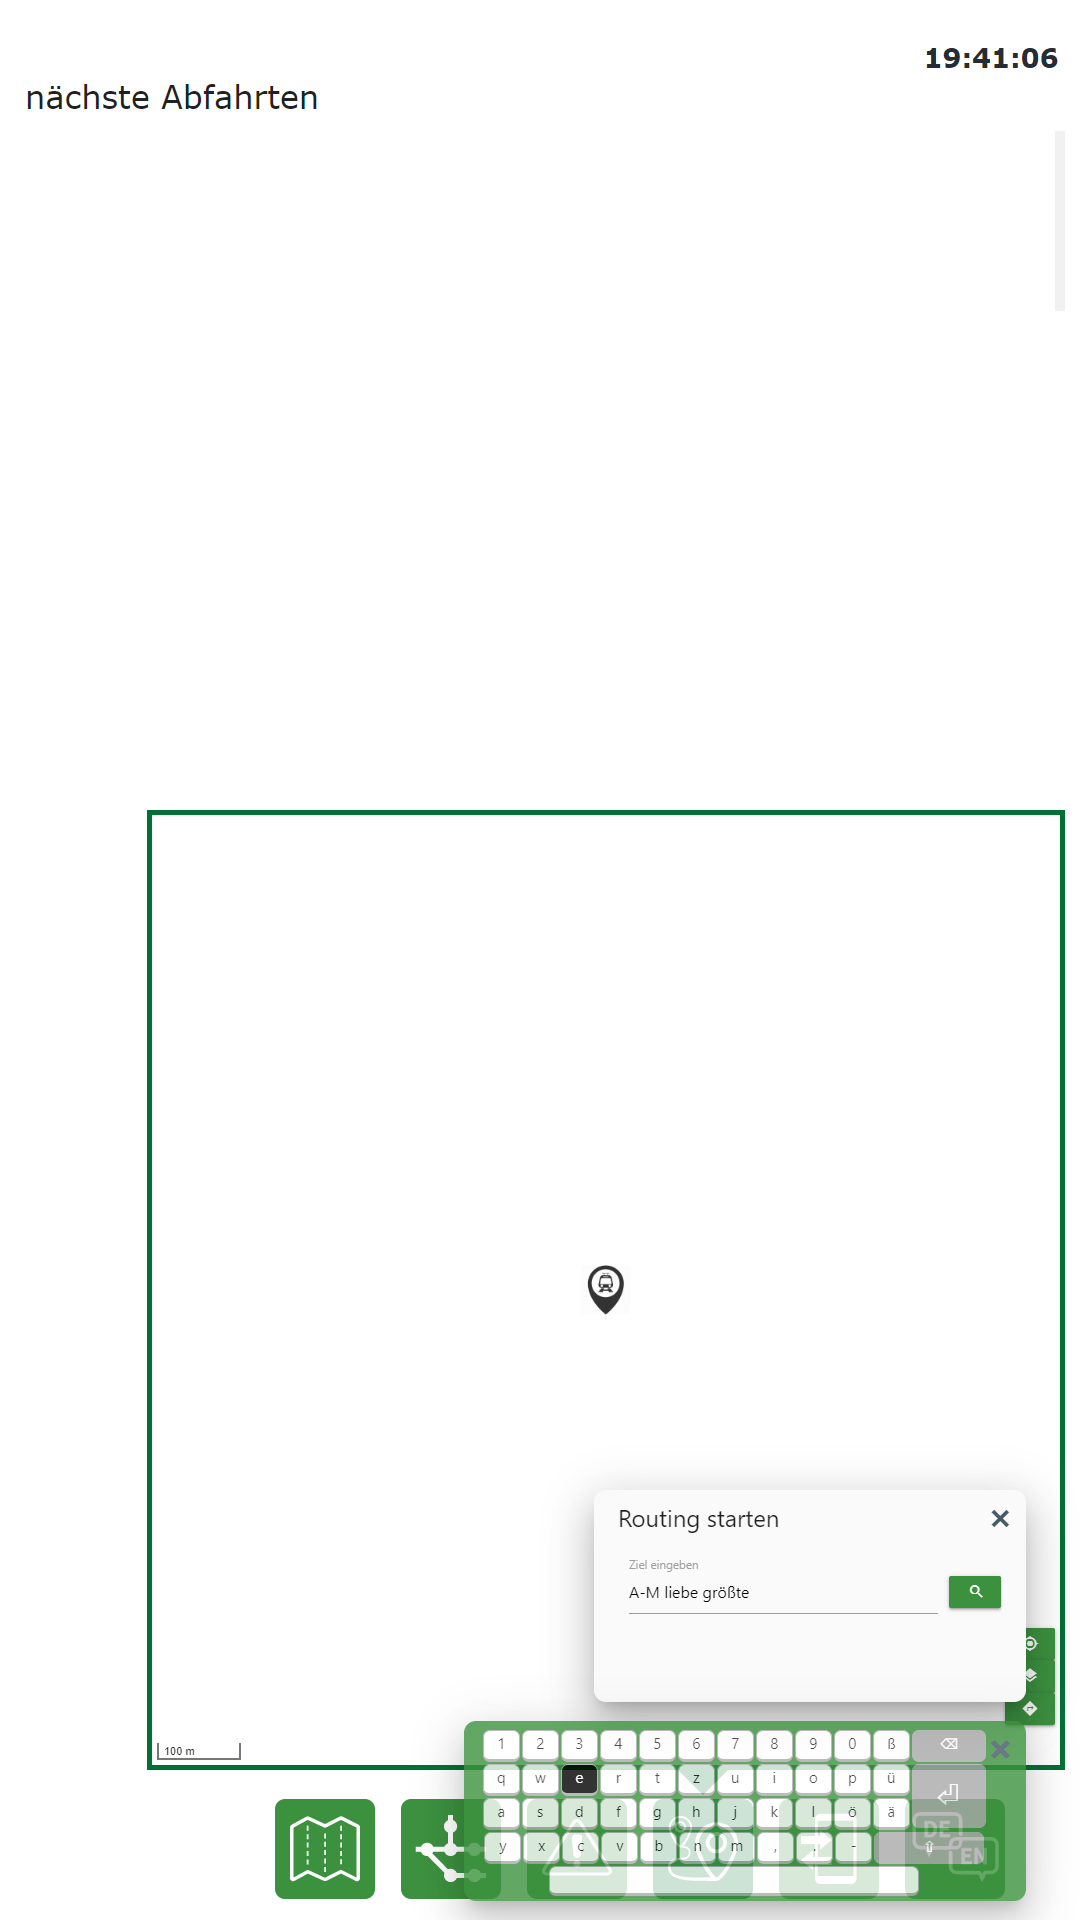 19:41:06
nächste Abfahrten
Routing starten
Ziel eingeben
A-M liebe größte
100 m
1 2 3 4 5 6 7 8 9 0 ß
q w e r t z u i o p ü
a s d f g h j k l ö ä
y x c v b n m , . -
DE
EN